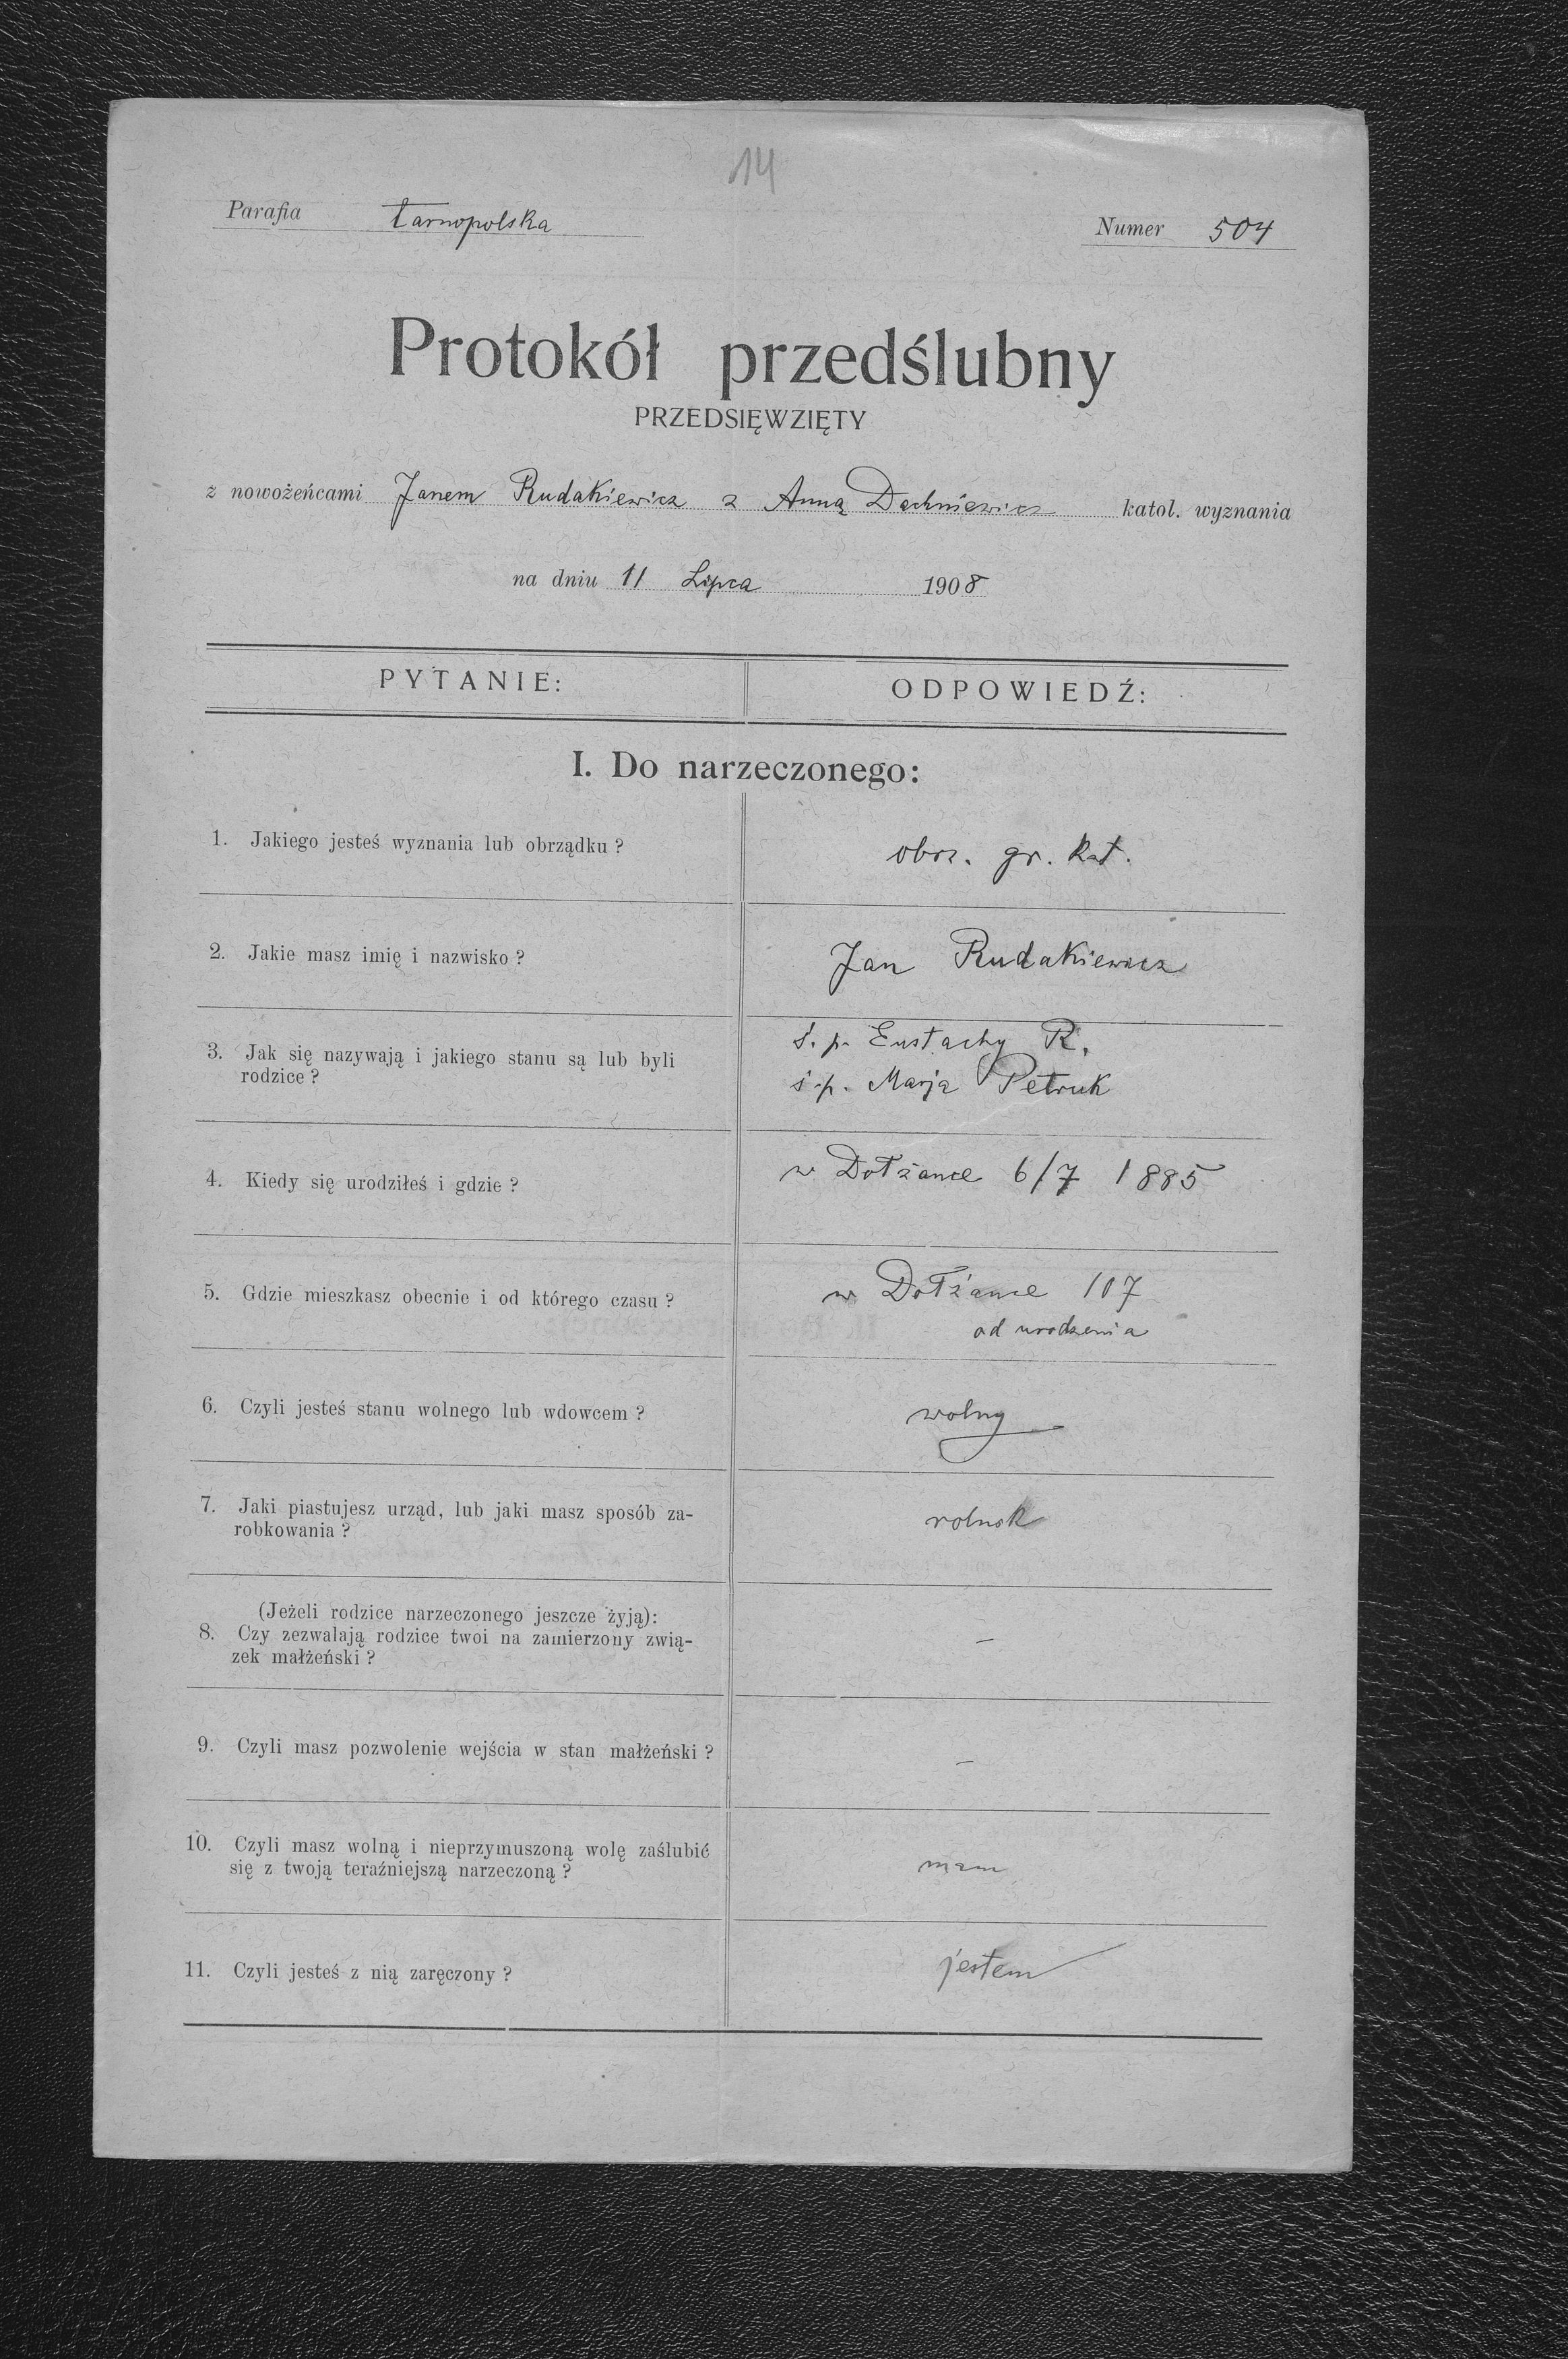 14
Parafia Tarnopolska
Numer 504
Protokół przedślubny
PRZEDSIĘWZIĘTY
z nowożeńcami Janem Rudakiewicz z Anną Dachniewicz katol. wyznania
na dniu 11 Lipca 1908
PYTANIE: ODPOWIEDŹ:
I. Do narzeczonego:
1. Jakiego jesteś wyznania lub obrządku ? obrz. gr. kat.
2. Jakie masz imię i nazwisko ? Jan Rudakiewicz
ś. p. Eustachy R.
3. Jak się nazywają i jakiego stanu są lub byli
rodzice ? ś. p. Marja Petruk
4. Kiedy się urodziłeś i gdzie ? w Dołżance 6/7 1885
5. Gdzie mieszkasz obecnie i od którego czasu ? w Dołżance 107
od urodzenia
6. Czyli jesteś stanu wolnego lub wdowcem ? wolny
7. Jaki piastujesz urząd, lub jaki masz sposób za-
robkowania ? rolnik
(Jeżeli rodzice narzeczonego jeszcze żyją):
8. Czy zezwalają rodzice twoi na zamierzony zwią- –
zek małżeński ?
9. Czyli masz pozwolenie wejścia w stan małżeński ? –
10. Czyli masz wolną i nieprzymuszoną wolę zaślubić
się z twoją teraźniejszą narzeczoną ? mam
11. Czyli jesteś z nią zaręczony ? jestem